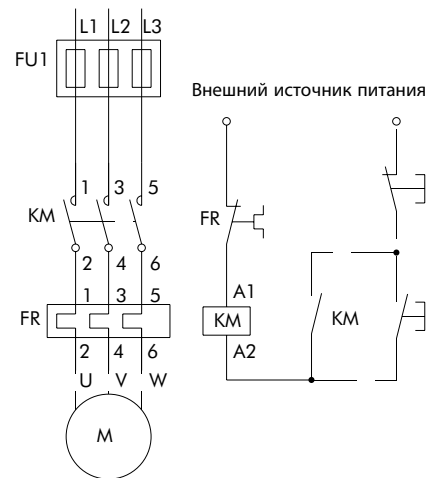 L1 L2 L3
FU1
Внешний источник питания
1 3 5
KM
2 4 6
FR
A1
KM
A2
KM
1 3 5
FR
2 4 6
U V W
M